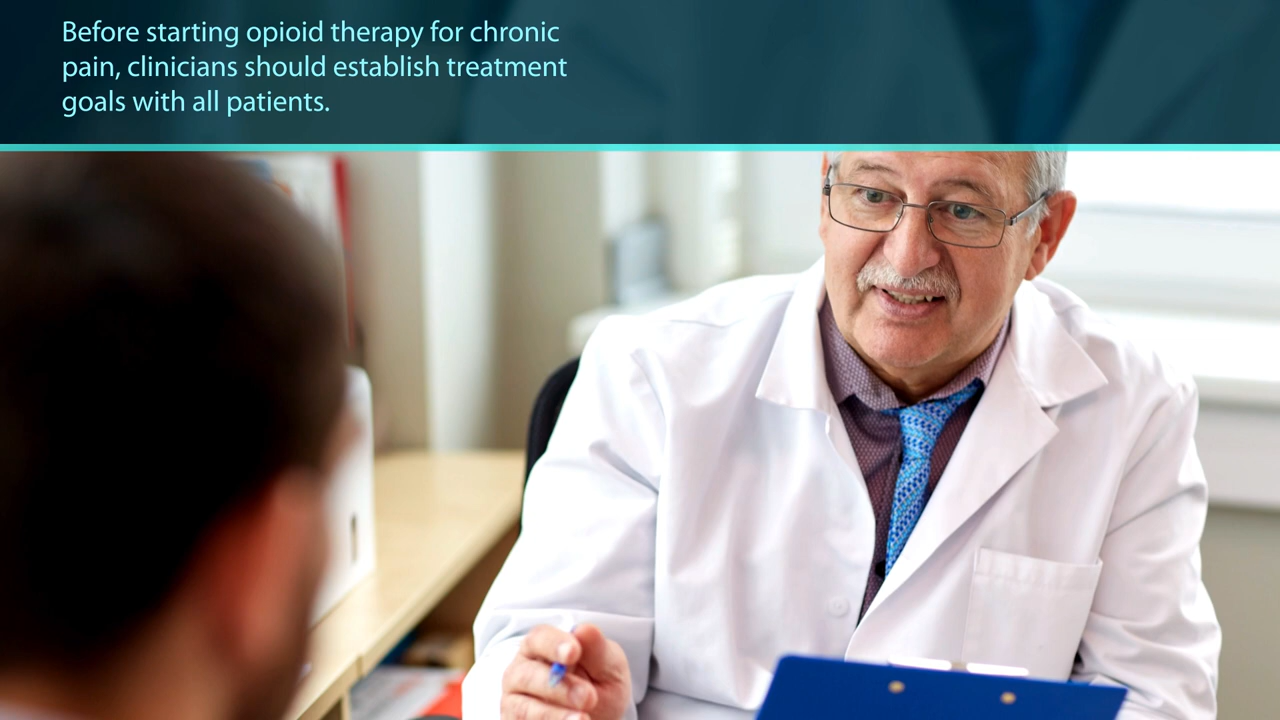 Before starting opioid therapy for chronic
pain, clinicians should establish treatment
goals with all patients.